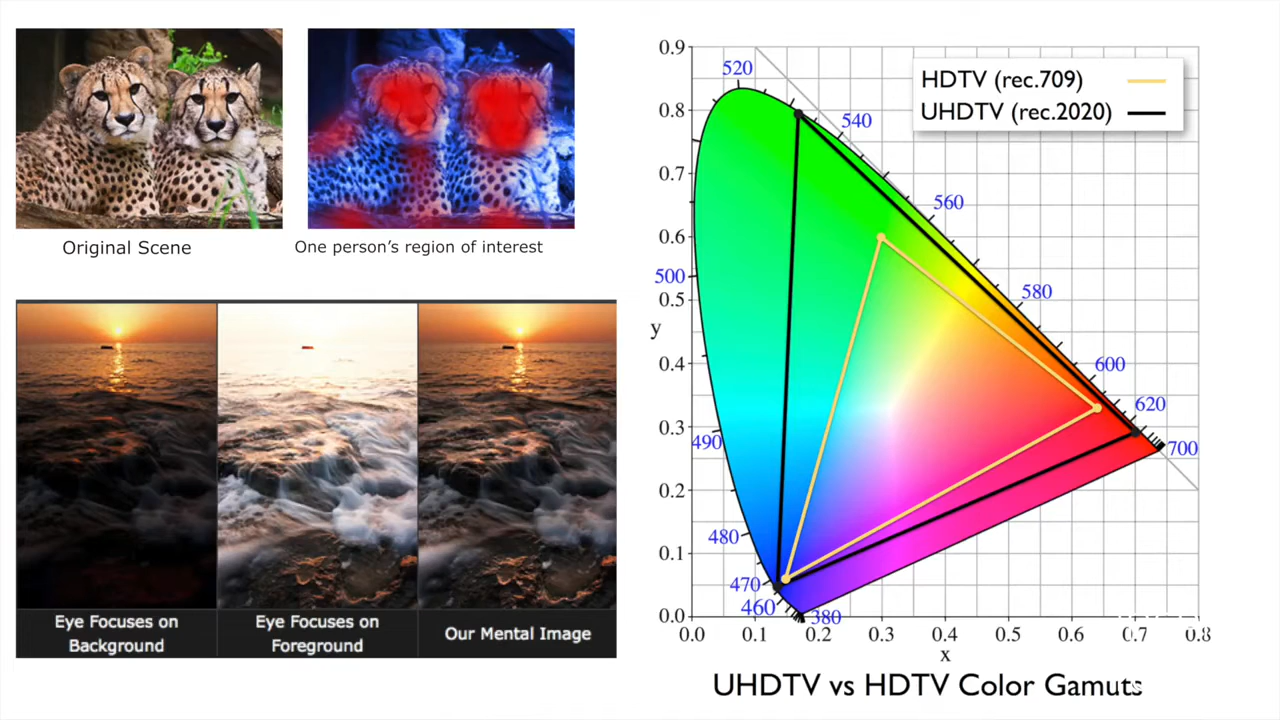 Original Scene
One person's region of interest
Eye Focuses on
Background
Eye Focuses on
Foreground
Our Mental Image
HDTV (rec.709)
UHDTV (rec.2020)
0.9
0.8
0.7
0.6
0.5
0.4
0.3
0.2
0.1
0.0
y
520
540
560
500
580
600
620
490
700
480
470
460
380
0.0 0.1 0.2 0.3 0.4 0.5 0.6 0.7 0.8
x
UHDTV vs HDTV Color Gamuts